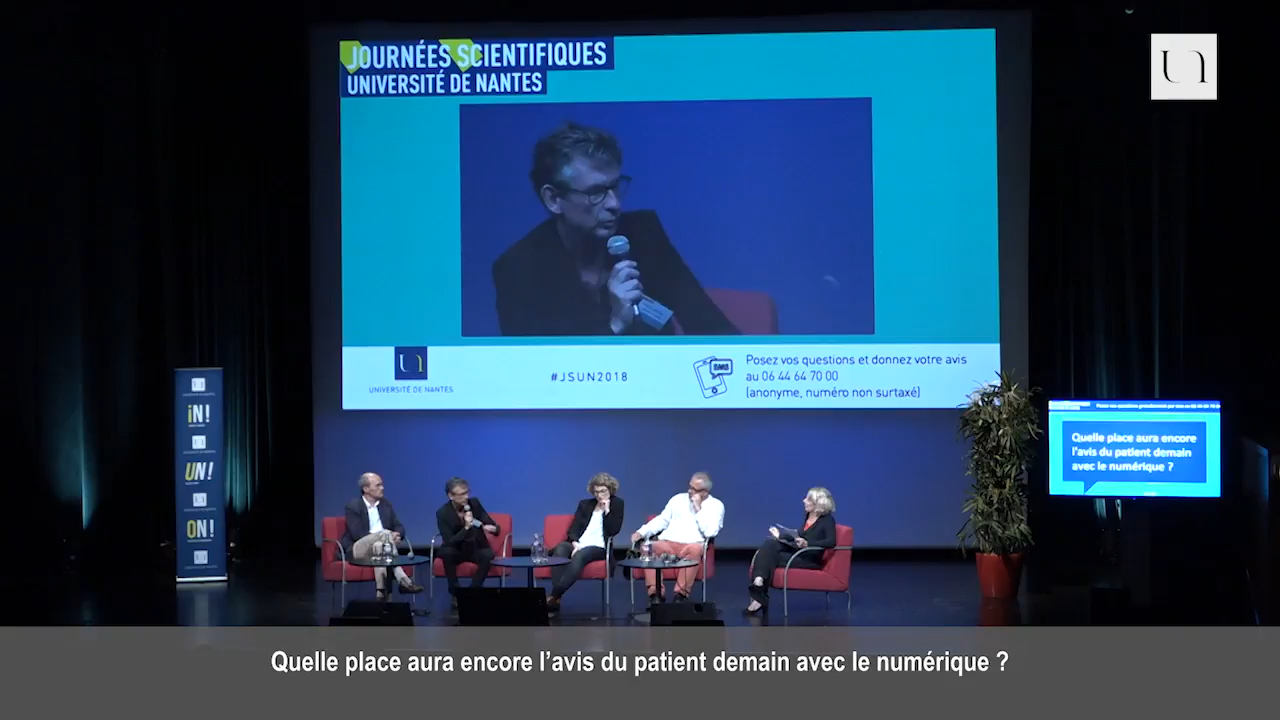 JOURNÉES SCIENTIFIQUES
UNIVERSITÉ DE NANTES
UNIVERSITÉ DE NANTES
#JSUN2018
SMS
Posez vos questions et donnez votre avis
au 06 44 64 70 00
(anonyme, numéro non surtaxé)
iN!
UN!
ON!
Quelle place aura encore
l'avis du patient demain
avec le numérique ?
Quelle place aura encore l'avis du patient demain avec le numérique ?